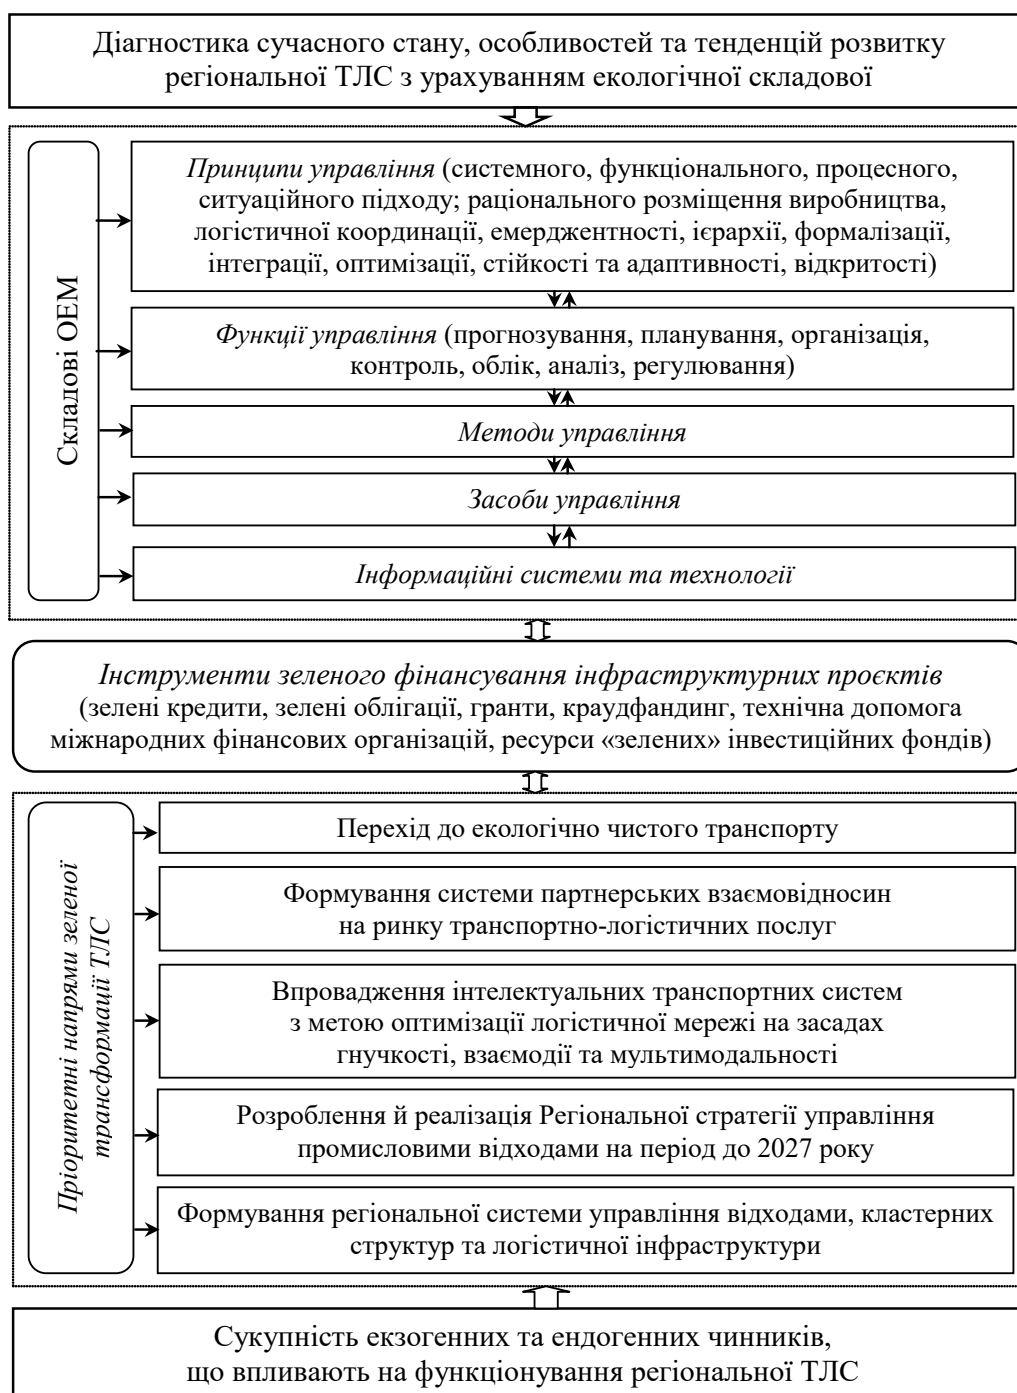 Діагностика сучасного стану, особливостей та тенденцій розвитку
регіональної ТЛС з урахуванням екологічної складової
Складові ОЕМ
Принципи управління (системного, функціонального, процесного,
ситуаційного підходу; раціонального розміщення виробництва,
логістичної координації, емерджентності, ієрархії, формалізації,
інтеграції, оптимізації, стійкості та адаптивності, відкритості)
Функції управління (прогнозування, планування, організація,
контроль, облік, аналіз, регулювання)
Методи управління
Засоби управління
Інформаційні системи та технології
Інструменти зеленого фінансування інфраструктурних проєктів
(зелені кредити, зелені облігації, гранти, краудфандинг, технічна допомога
міжнародних фінансових організацій, ресурси «зелених» інвестиційних фондів)
Пріоритетні напрями зеленої
трансформації ТЛС
Перехід до екологічно чистого транспорту
Формування системи партнерських взаємовідносин
на ринку транспортно-логістичних послуг
Впровадження інтелектуальних транспортних систем
з метою оптимізації логістичної мережі на засадах
гнучкості, взаємодії та мультимодальності
Розроблення й реалізація Регіональної стратегії управління
промисловими відходами на період до 2027 року
Формування регіональної системи управління відходами, кластерних
структур та логістичної інфраструктури
Сукупність екзогенних та ендогенних чинників,
що впливають на функціонування регіональної ТЛС